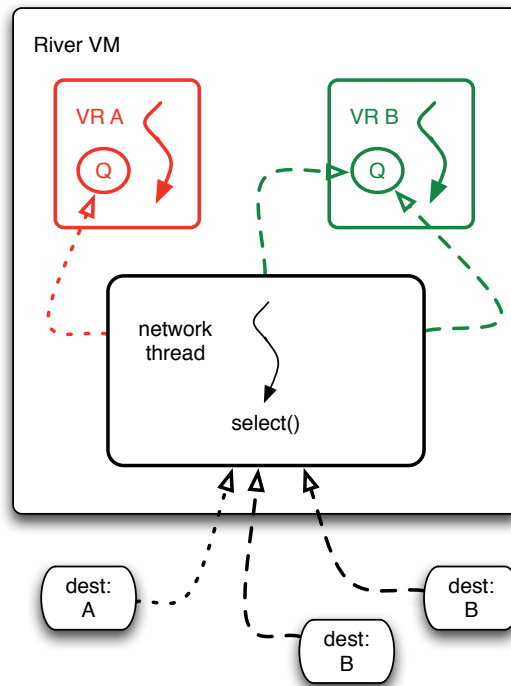 River VM
VR A
VR B
Q
Q
network
thread
select()
dest:
A
dest:
B
dest:
B